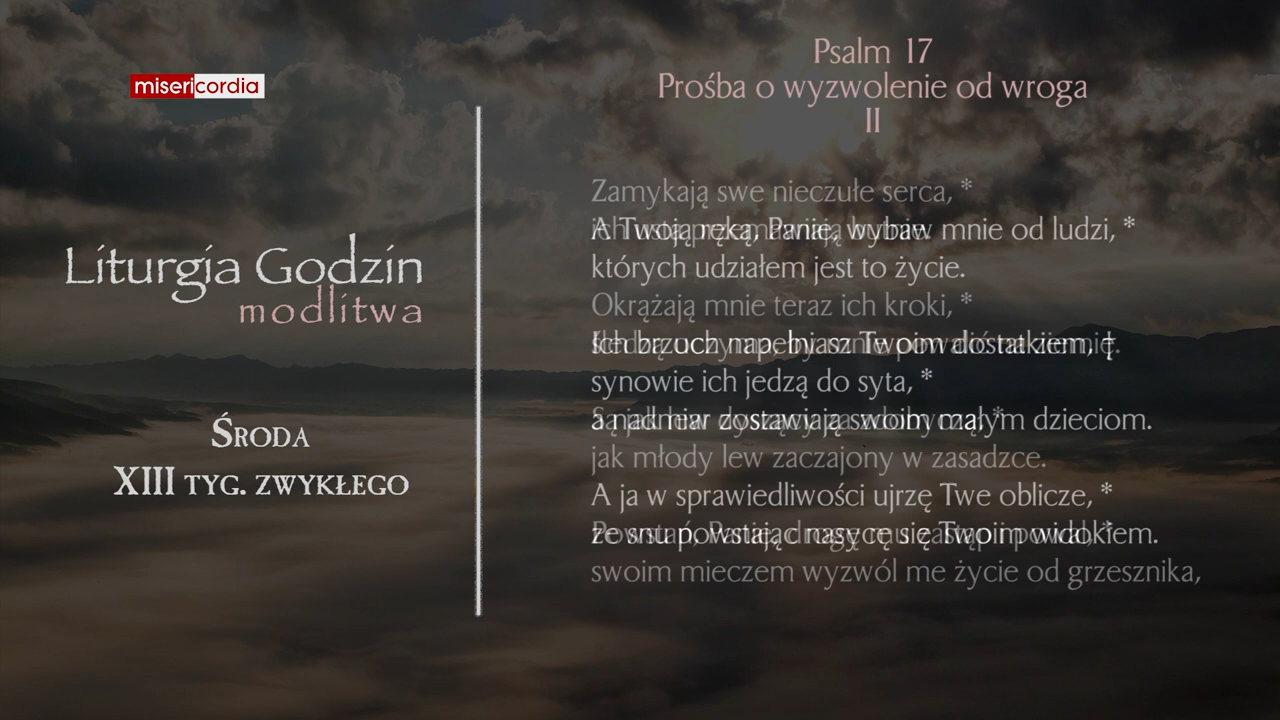 misericordia
Liturgia Godzin
modlitwa
Środa
XIII tyg. zwykłego
Psalm 17
Prośba o wyzwolenie od wroga
II
Zamykają swe nieczułe serca, *
A Twoją ręką, Panie, wybaw mnie od ludzi, *
których udziałem jest to życie.
Okrążają mnie teraz ich kroki, *
Ich brzuch napełniasz Twoim dostatkiem, †
synowie ich jedzą do syta, *
a nadmiar zostawiają swoim małym dzieciom.
jak młody lew zaczajony w zasadzce.
A ja w sprawiedliwości ujrzę Twe oblicze, *
ze snu powstając nasycę się Twoim widokiem.
swoim mieczem wyzwól me życie od grzesznika,